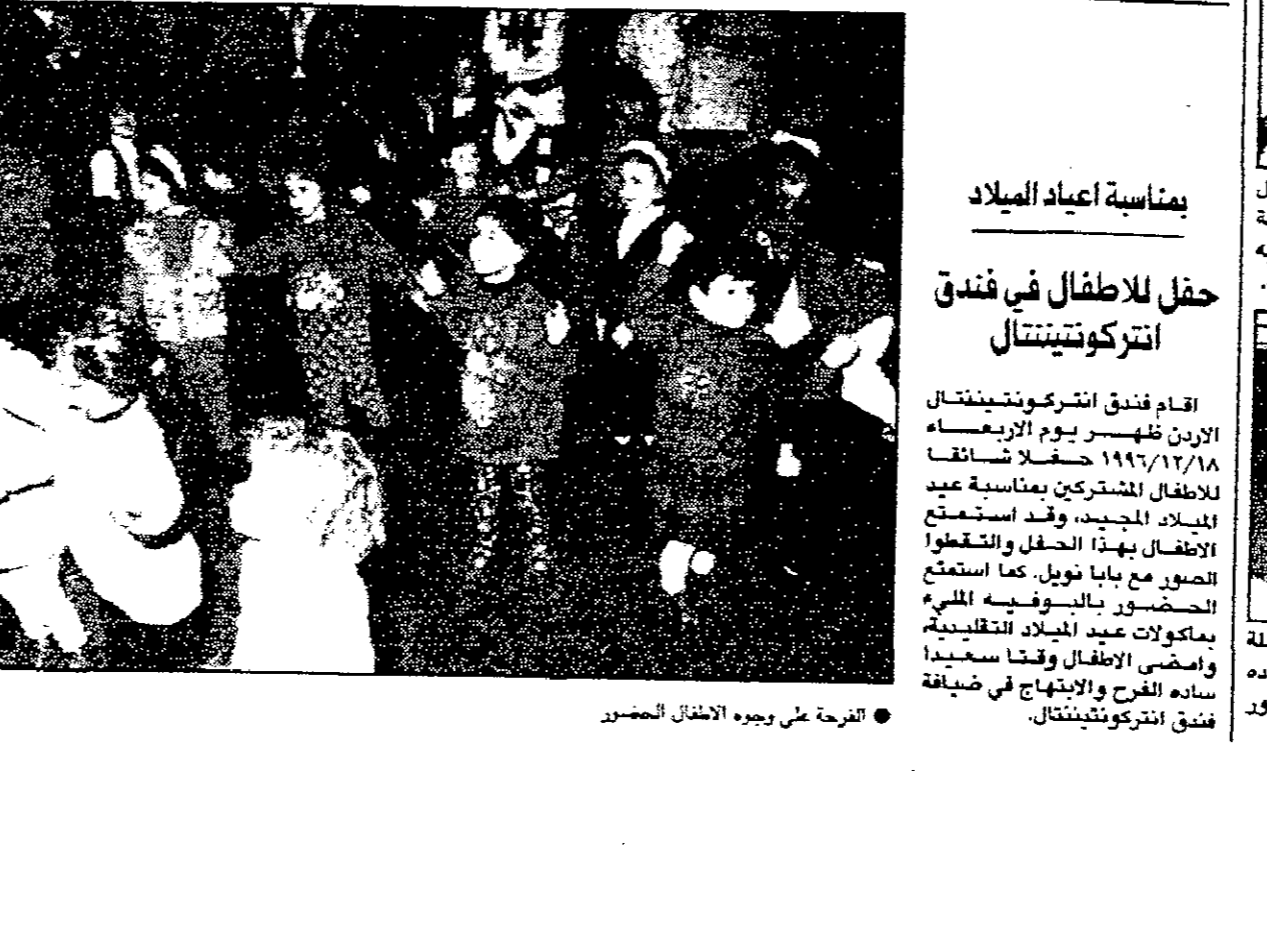 بمناسبة اعياد الميلاد
حفل للاطفال في فندق
انتركونتيننتال
اقام فندق انتركونتيننتال
الاردن ظهر يوم الاربعاء
١٩٩٦/١٢/١٨ حفلا شائقا
للاطفال المشتركين بمناسبة عيد
الميلاد المجيد، وقد استمتع
الاطفال بهذا الحفل والتقطوا
الصور مع بابا نويل. كما استمتع
الحضور بالبوفيه المليء
بماكولات عيد الميلاد التقليدية،
وامضى الاطفال وقتا سعيدا
ساده الفرح والابتهاج في ضيافة
فندق انتركونتيننتال.
● الفرحة على وجوه الاطفال الحضور